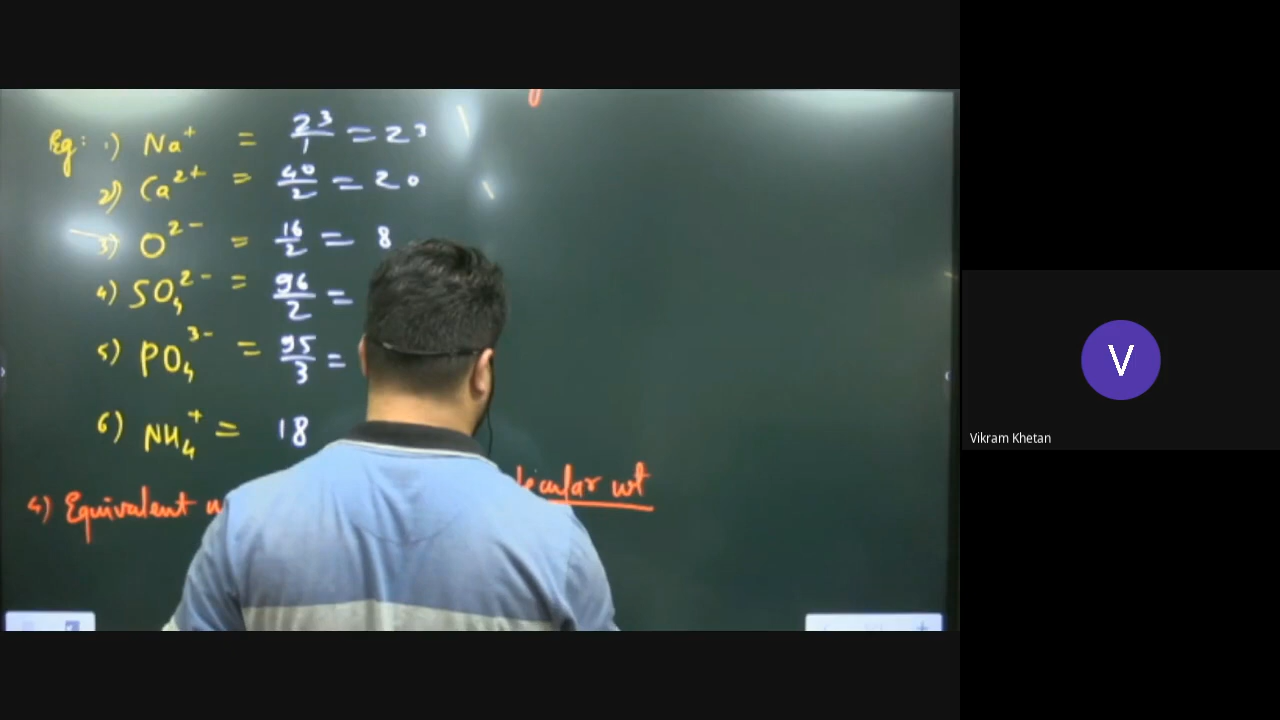 Eg: 1) Na⁺ = 23/1 = 23
2) Ca²⁺ = 40/2 = 20
3) O²⁻ = 16/2 = 8
4) SO₄²⁻ = 96/2 =
5) PO₄³⁻ = 95/3 =
6) NH₄⁺ = 18
4) Equivalent wt
V
Vikram Khetan